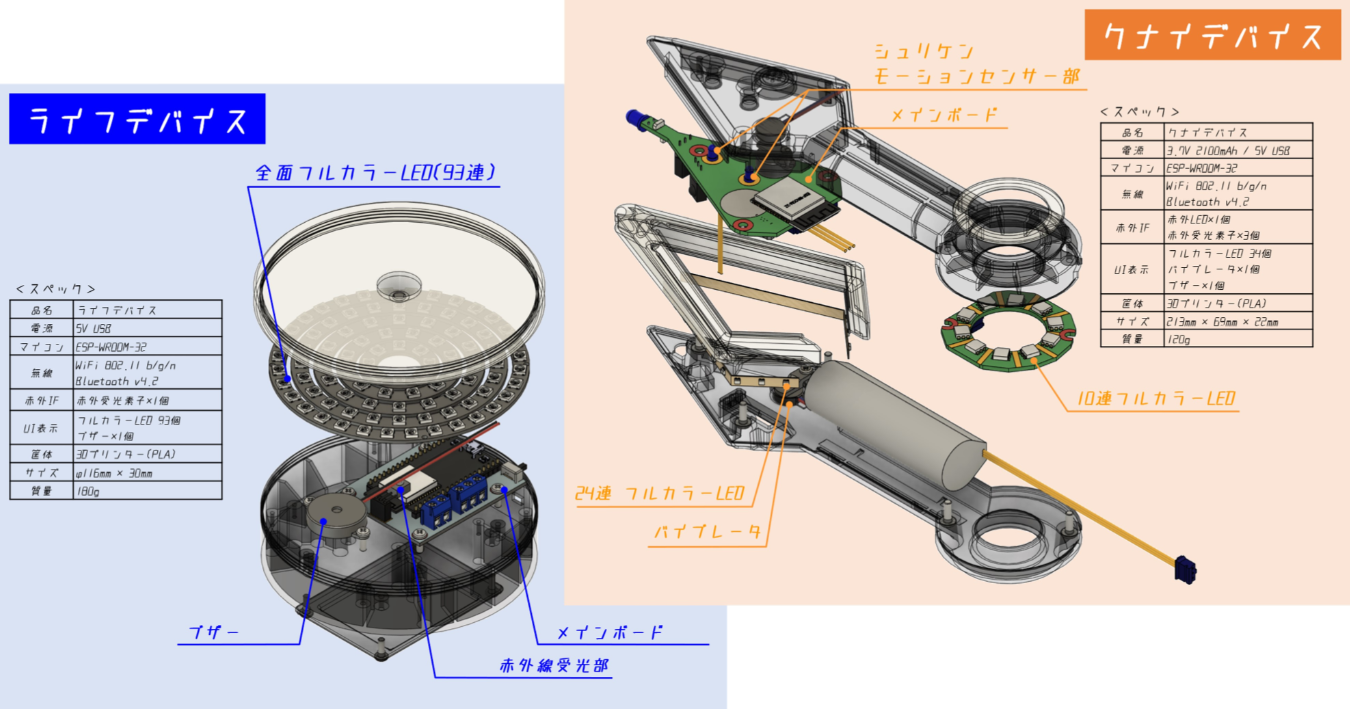 ライフデバイス
全面フルカラーLED(93連)
<スペック>
品名 ライフデバイス
電源 5V USB
マイコン ESP-WROOM-32
無線 WiFi 802.11 b/g/n
Bluetooth v4.2
赤外IF 赤外受光素子×1個
UI表示 フルカラーLED 93個
ブザー×1個
筐体 3Dプリンター(PLA)
サイズ φ116mm × 30mm
質量 180g
ブザー
メインボード
赤外線受光部
クナイデバイス
シュリケン
モーションセンサー部
メインボード
<スペック>
品名 クナイデバイス
電源 3.7V 2100mAh / 5V USB
マイコン ESP-WROOM-32
無線 WiFi 802.11 b/g/n
Bluetooth v4.2
赤外IF 赤外LED×1個
赤外受光素子×3個
UI表示 フルカラーLED 34個
バイブレータ×1個
ブザー×1個
筐体 3Dプリンター(PLA)
サイズ 213mm × 69mm × 22mm
質量 120g
10連フルカラーLED
24連 フルカラーLED
バイブレータ